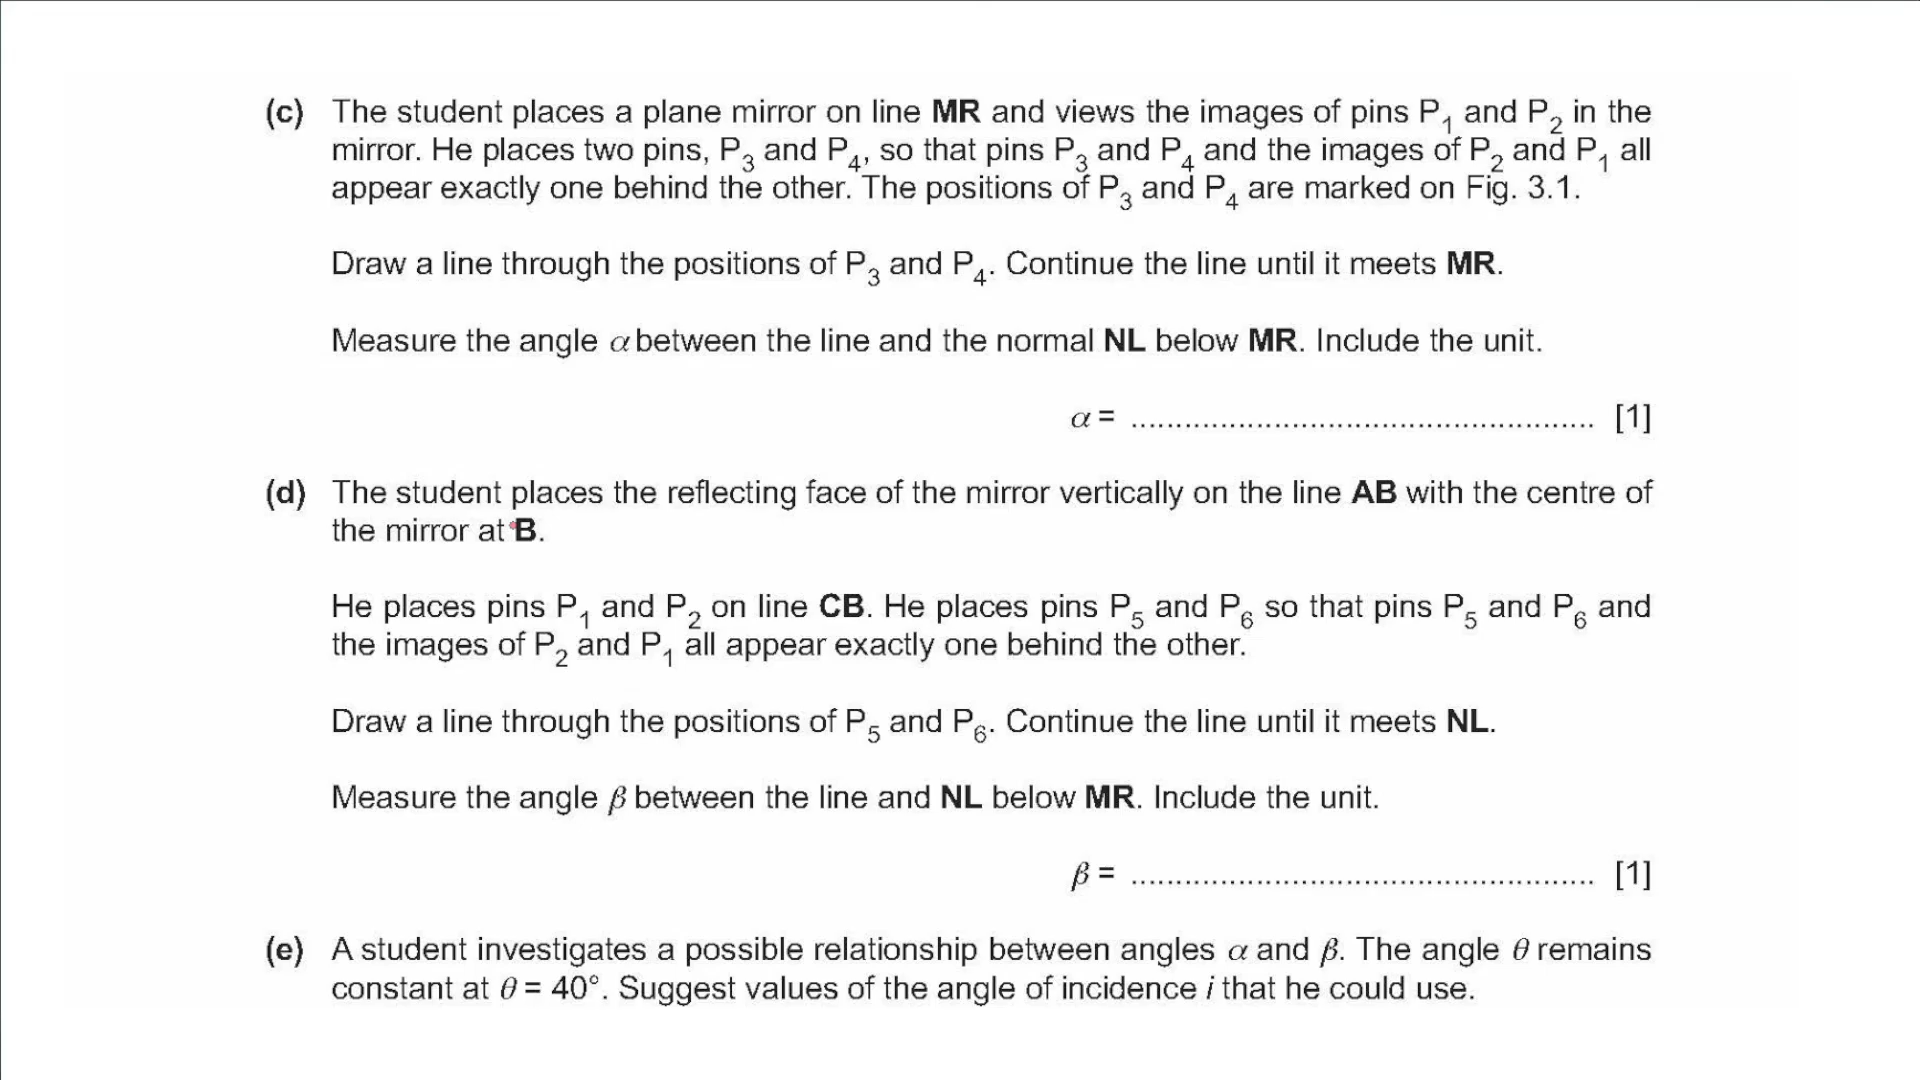 (c) The student places a plane mirror on line MR and views the images of pins P1 and P2 in the
mirror. He places two pins, P3 and P4, so that pins P3 and P4 and the images of P2 and P1 all
appear exactly one behind the other. The positions of P3 and P4 are marked on Fig. 3.1.
Draw a line through the positions of P3 and P4. Continue the line until it meets MR.
Measure the angle α between the line and the normal NL below MR. Include the unit.
α = .................................................... [1]
(d) The student places the reflecting face of the mirror vertically on the line AB with the centre of
the mirror at B.
He places pins P1 and P2 on line CB. He places pins P5 and P6 so that pins P5 and P6 and
the images of P2 and P1 all appear exactly one behind the other.
Draw a line through the positions of P5 and P6. Continue the line until it meets NL.
Measure the angle β between the line and NL below MR. Include the unit.
β = .................................................... [1]
(e) A student investigates a possible relationship between angles α and β. The angle θ remains
constant at θ = 40°. Suggest values of the angle of incidence i that he could use.